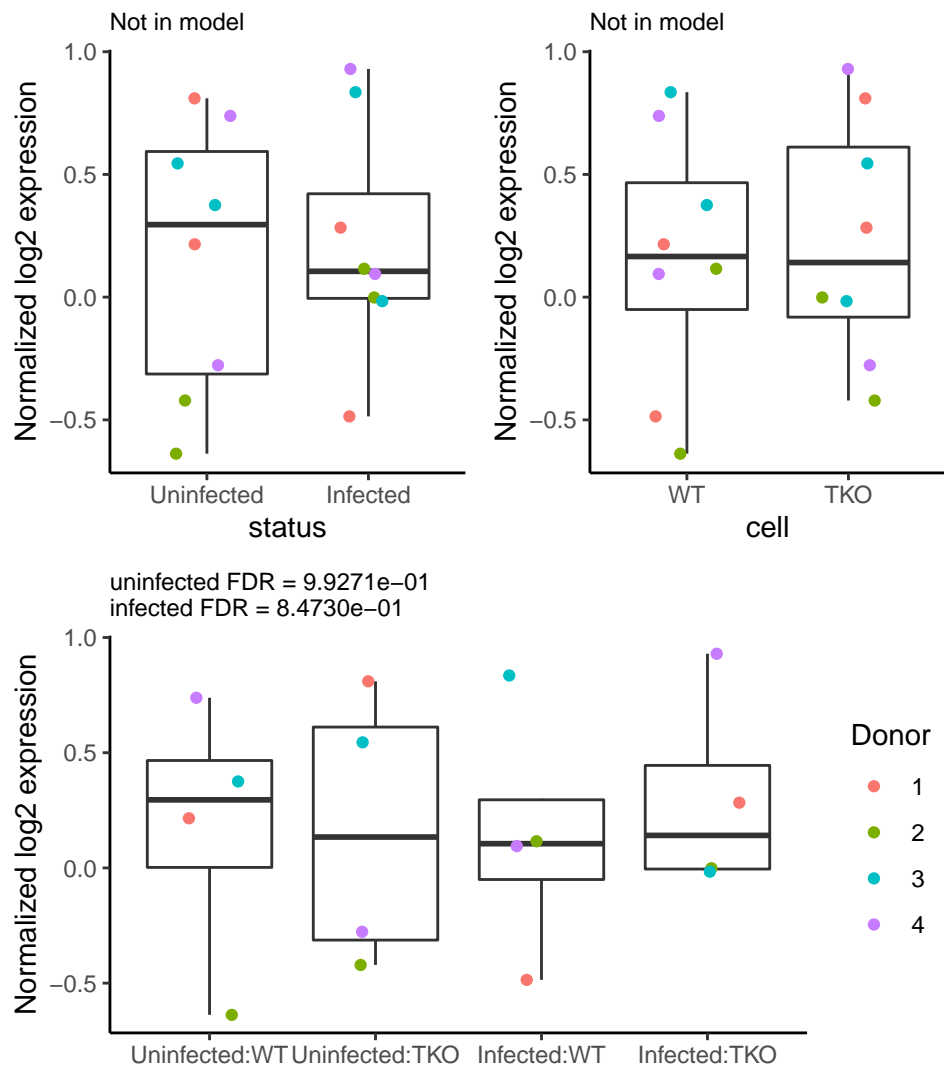 Not in model
Normalized log2 expression
1.0
0.5
0.0
−0.5
Uninfected Infected
status
Not in model
Normalized log2 expression
1.0
0.5
0.0
−0.5
WT TKO
cell
uninfected FDR = 9.9271e−01
infected FDR = 8.4730e−01
Normalized log2 expression
1.0
0.5
0.0
−0.5
Uninfected:WT Uninfected:TKO Infected:WT Infected:TKO
Donor
1
2
3
4